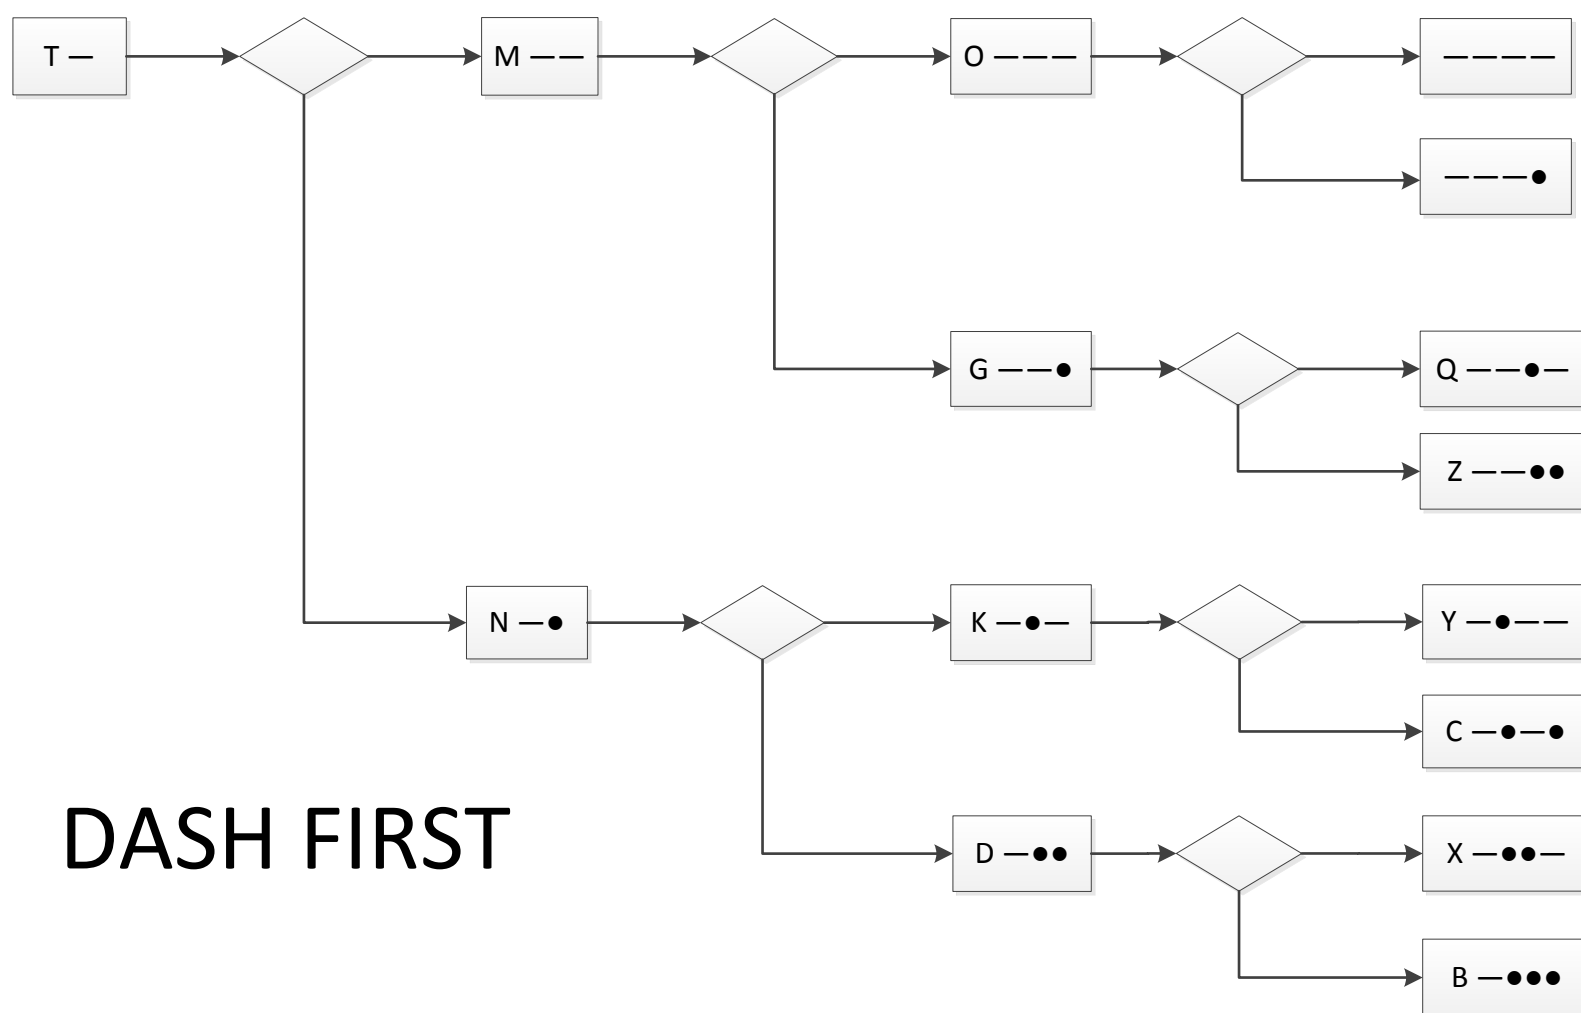 T —
M — —
O — — —
— — — —
— — — ●
G — — ●
Q — — ● —
Z — — ● ●
N — ●
K — ● —
Y — ● — —
C — ● — ●
D — ● ●
X — ● ● —
B — ● ● ●
DASH FIRST